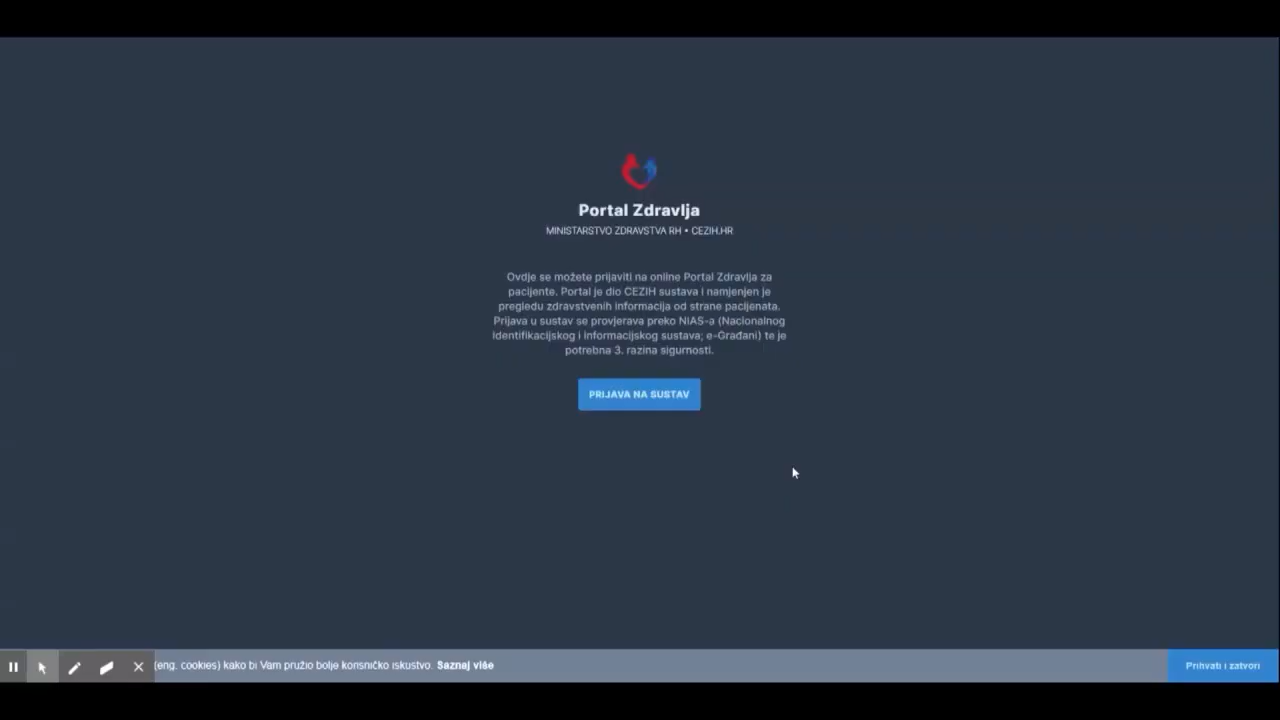 Portal Zdravlja
MINISTARSTVO ZDRAVSTVA RH • CEZIH.HR
Ovdje se možete prijaviti na online Portal Zdravlja za
pacijente. Portal je dio CEZIH sustava i namjenjen je
pregledu zdravstvenih informacija od strane pacijenata.
Prijava u sustav se provjerava preko NIAS-a (Nacionalnog
identifikacijskog i informacijskog sustava; e-Građani) te je
potrebna 3. razina sigurnosti.
PRIJAVA NA SUSTAV
(eng. cookies) kako bi Vam pružio bolje korisničko iskustvo. Saznaj više
Prihvati i zatvori